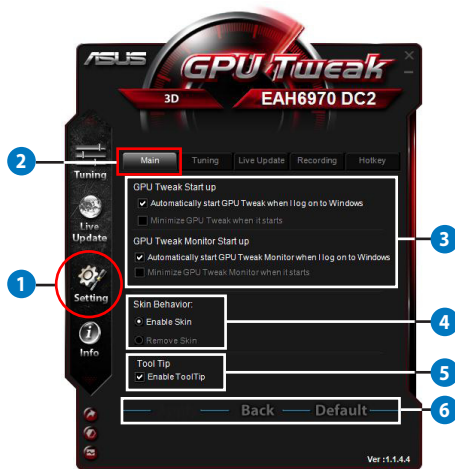 ASUS
GPU Tweak
3D
EAH6970 DC2
2
Main
Tuning
Live Update
Recording
Hotkey
Tuning
Live
Update
1
Setting
Info
GPU Tweak Start up
Automatically start GPU Tweak when I log on to Windows
Minimize GPU Tweak when it starts
3
GPU Tweak Monitor Start up
Automatically start GPU Tweak Monitor when I log on to Windows
Minimize GPU Tweak Monitor when it starts
Skin Behavior:
Enable Skin
4
Remove Skin
Tool Tip
5
Enable ToolTip
Back
Default
6
Ver :1.1.4.4